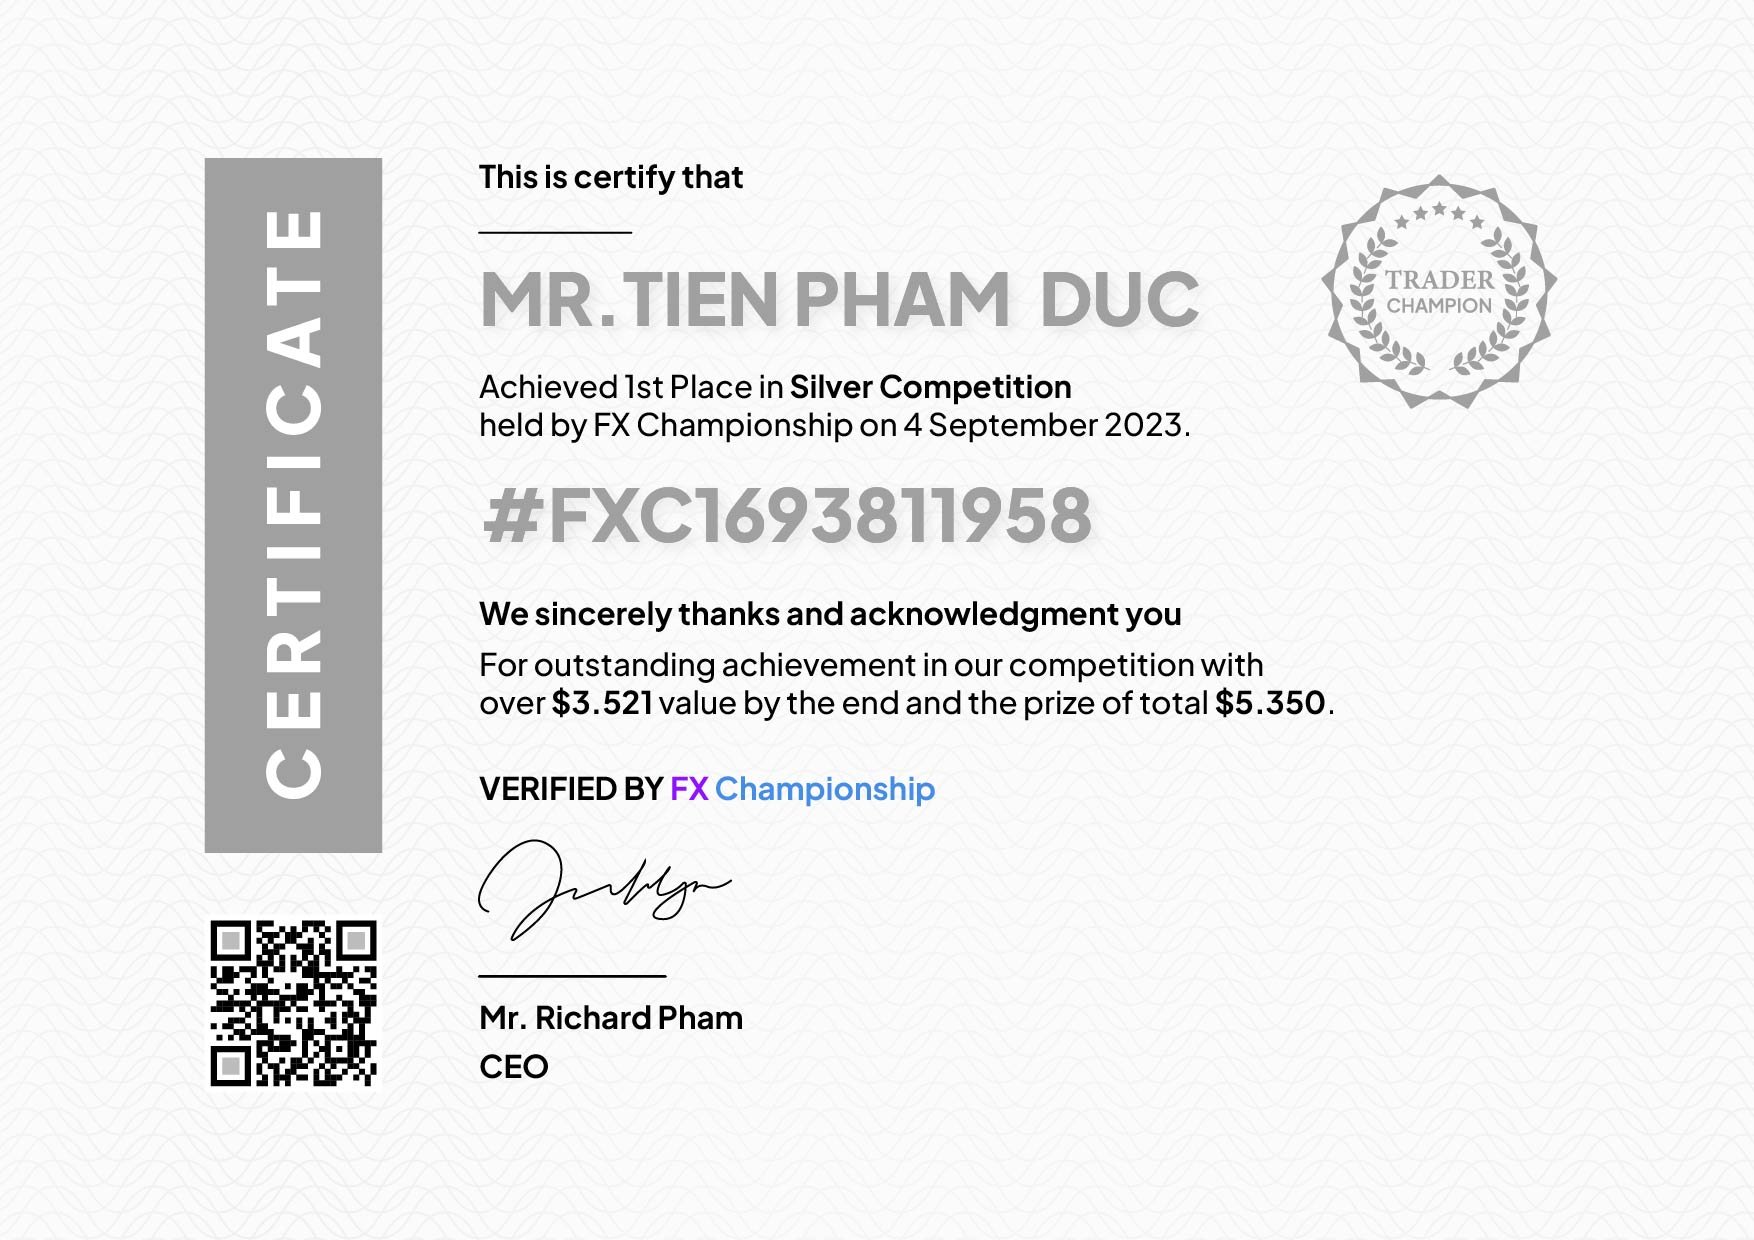 CERTIFICATE
This is certify that
MR.TIEN PHAM DUC
TRADER
CHAMPION
Achieved 1st Place in Silver Competition
held by FX Championship on 4 September 2023.
#FXC1693811958
We sincerely thanks and acknowledgment you
For outstanding achievement in our competition with
over $3.521 value by the end and the prize of total $5.350.
VERIFIED BY FX Championship
Mr. Richard Pham
CEO